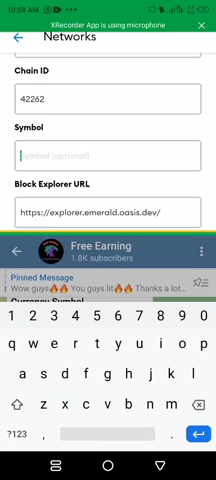 10:58 AM
XRecorder App is using microphone
Networks
Chain ID
42262
Symbol
Symbol (optional)
Block Explorer URL
https://explorer.emerald.oasis.dev/
Free Earning
1.8K subscribers
Pinned Message
Wow guys🔥🔥 You guys lit🔥🔥 Thanks a lot...
Currency Symbol
1 2 3 4 5 6 7 8 9 0
q w e r t y u i o p
a s d f g h j k l
z x c v b n m
?123 , .